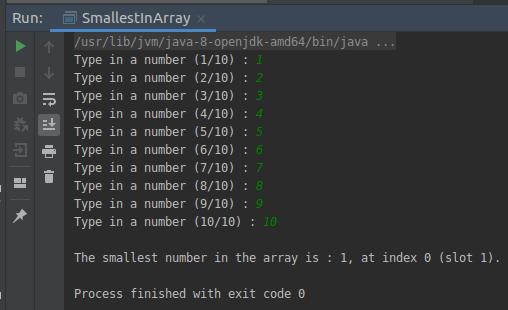 Run: SmallestInArray ×
/usr/lib/jvm/java-8-openjdk-amd64/bin/java ...
Type in a number (1/10) : 1
Type in a number (2/10) : 2
Type in a number (3/10) : 3
Type in a number (4/10) : 4
Type in a number (5/10) : 5
Type in a number (6/10) : 6
Type in a number (7/10) : 7
Type in a number (8/10) : 8
Type in a number (9/10) : 9
Type in a number (10/10) : 10
The smallest number in the array is : 1, at index 0 (slot 1).
Process finished with exit code 0